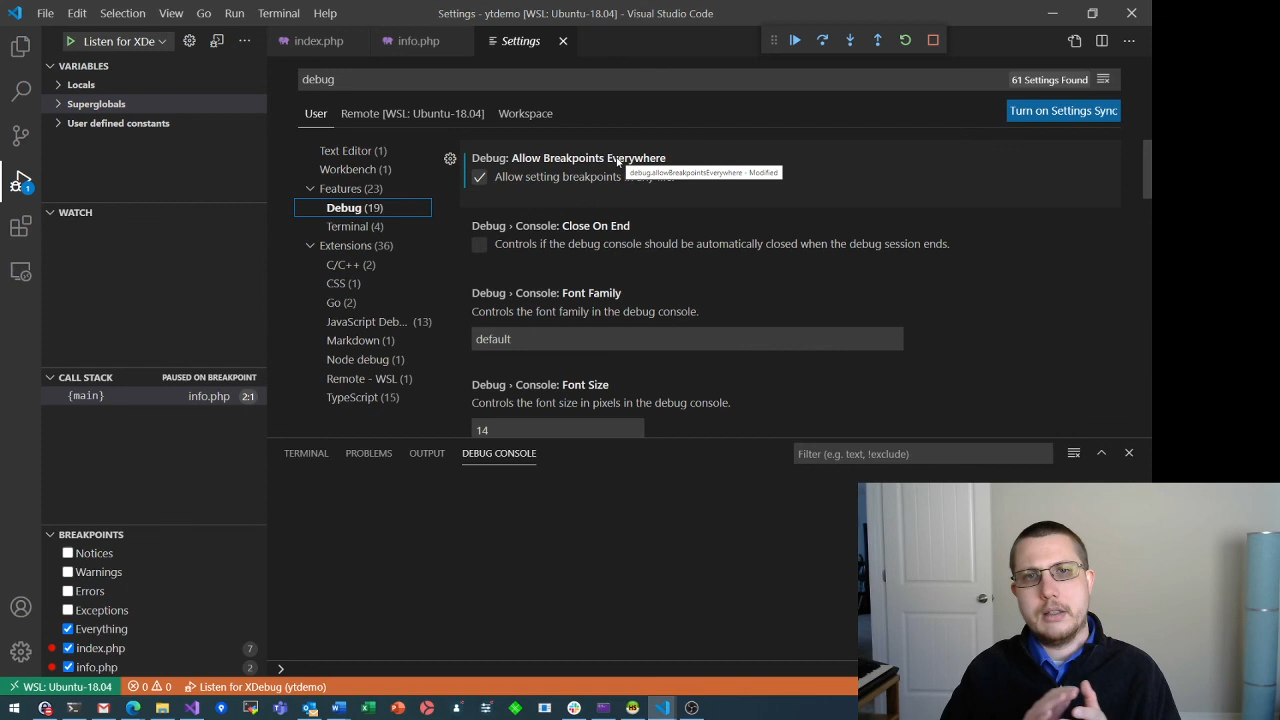 File Edit Selection View Go Run Terminal Help
Settings - ytdemo [WSL: Ubuntu-18.04] - Visual Studio Code
Listen for XDe
index.php
info.php
Settings
VARIABLES
Locals
Superglobals
User defined constants
WATCH
CALL STACK
PAUSED ON BREAKPOINT
{main}
info.php
2:1
BREAKPOINTS
Notices
Warnings
Errors
Exceptions
Everything
index.php
7
info.php
2
debug
61 Settings Found
User
Remote [WSL: Ubuntu-18.04]
Workspace
Turn on Settings Sync
Text Editor (1)
Workbench (1)
Features (23)
Debug (19)
Terminal (4)
Extensions (36)
C/C++ (2)
CSS (1)
Go (2)
JavaScript Deb... (13)
Markdown (1)
Node debug (1)
Remote - WSL (1)
TypeScript (15)
Debug: Allow Breakpoints Everywhere
debug.allowBreakpointsEverywhere - Modified
Allow setting breakpoints
Debug › Console: Close On End
Controls if the debug console should be automatically closed when the debug session ends.
Debug › Console: Font Family
Controls the font family in the debug console.
default
Debug › Console: Font Size
Controls the font size in pixels in the debug console.
14
TERMINAL
PROBLEMS
OUTPUT
DEBUG CONSOLE
Filter (e.g. text, !exclude)
1
WSL: Ubuntu-18.04
0
0
Listen for XDebug (ytdemo)